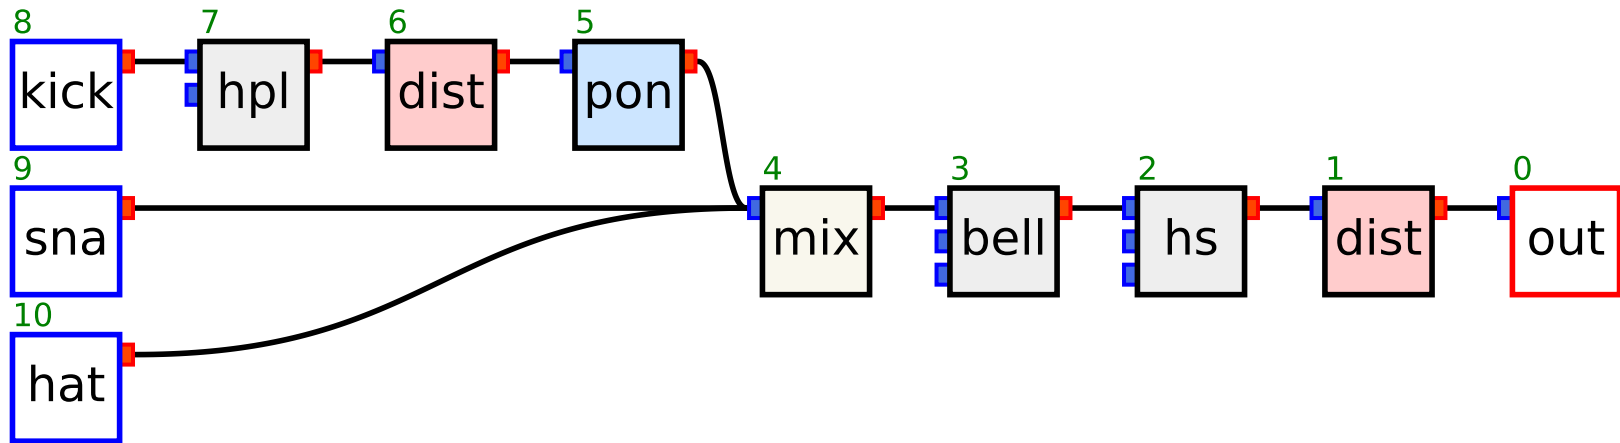 8 7 6 5
kick hpl dist pon
9 4 3 2 1 0
sna mix bell hs dist out
10
hat